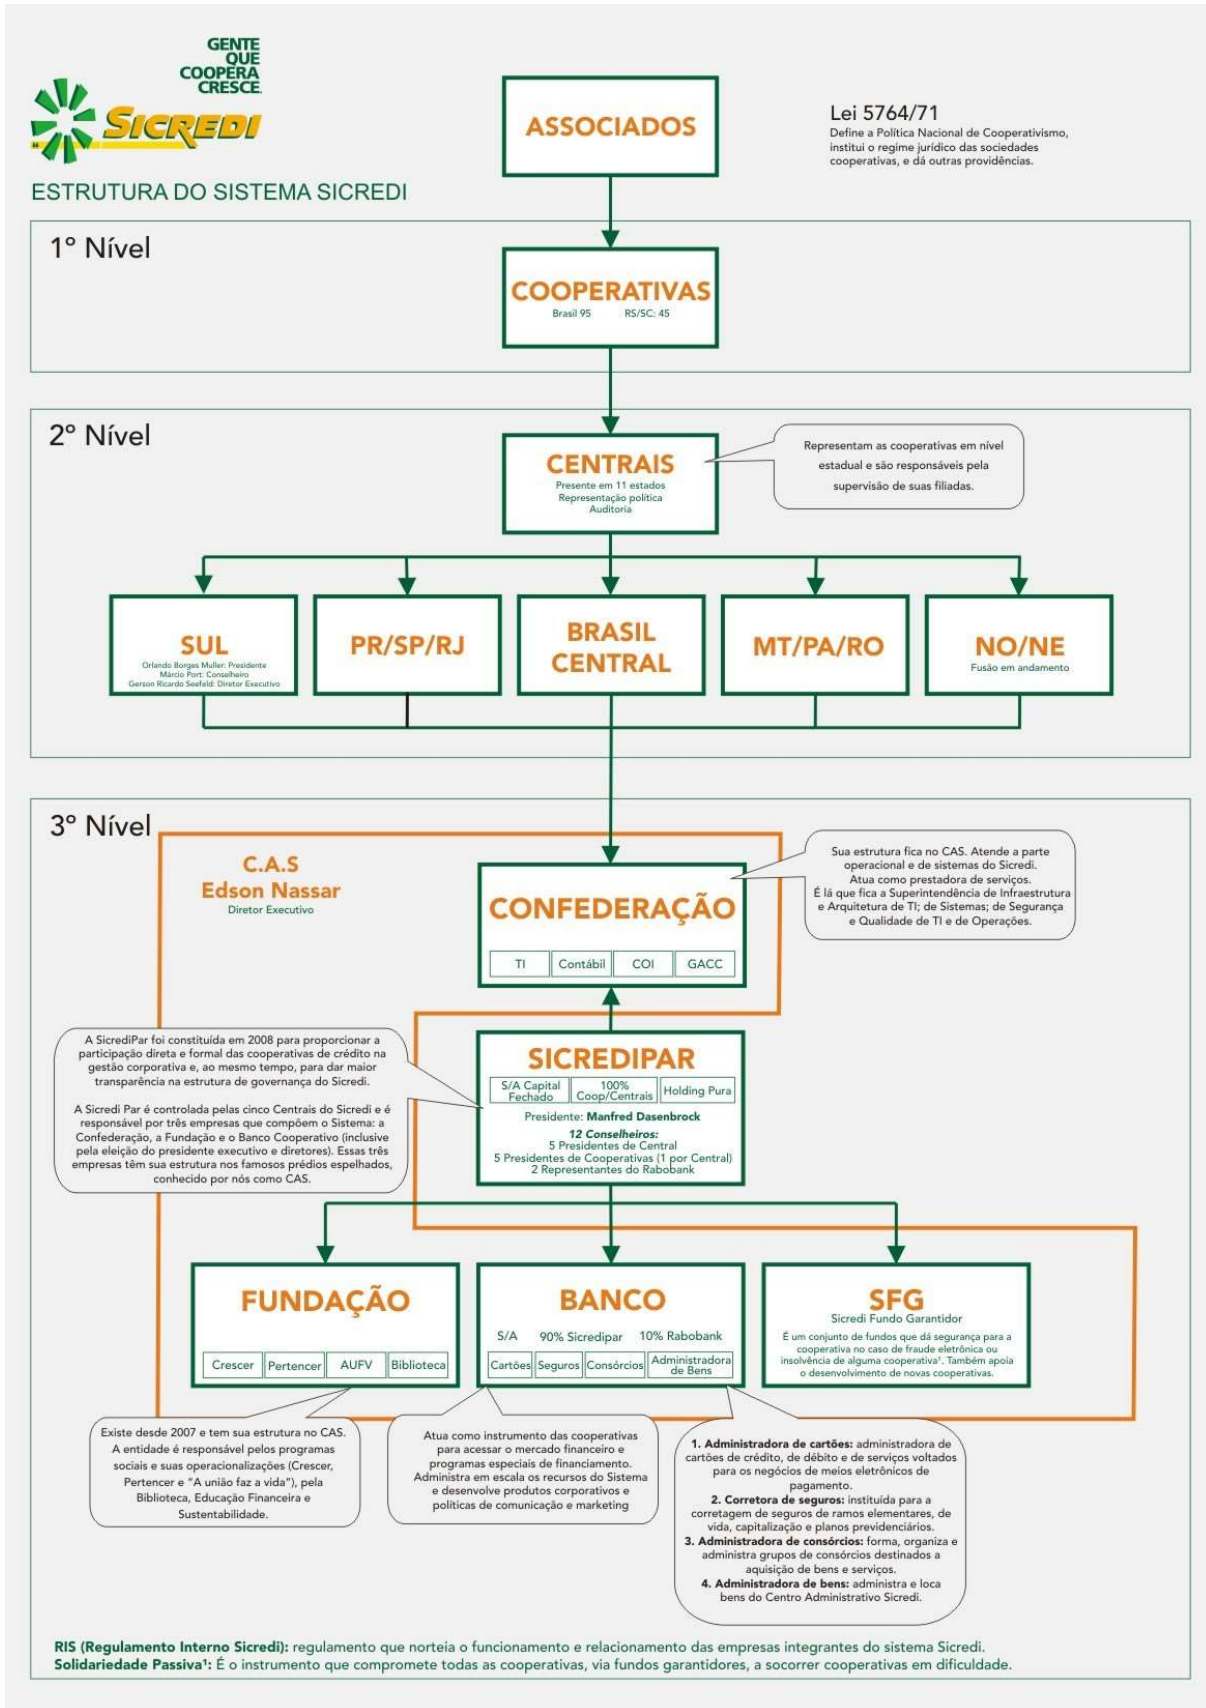 GENTE
QUE
COOPERA
CRESCE.
SICREDI
ESTRUTURA DO SISTEMA SICREDI
ASSOCIADOS
Lei 5764/71
Define a Política Nacional de Cooperativismo,
institui o regime jurídico das sociedades
cooperativas, e dá outras providências.
1º Nível
COOPERATIVAS
Brasil 95 RS/SC: 45
2º Nível
CENTRAIS
Presente em 11 estados
Representação política
Auditoria
Representam as cooperativas em nível
estadual e são responsáveis pela
supervisão de suas filiadas.
SUL
Orlando Borges Muller: Presidente
Márcio Port: Conselheiro
Gerson Ricardo Seefeld: Diretor Executivo
PR/SP/RJ
BRASIL
CENTRAL
MT/PA/RO
NO/NE
Fusão em andamento
3º Nível
C.A.S
Edson Nassar
Diretor Executivo
CONFEDERAÇÃO
TI Contábil COI GACC
Sua estrutura fica no CAS. Atende a parte
operacional e de sistemas do Sicredi.
Atua como prestadora de serviços.
É lá que fica a Superintendência de Infraestrutura
e Arquitetura de TI; de Sistemas; de Segurança
e Qualidade de TI e de Operações.
A SicrediPar foi constituída em 2008 para proporcionar a
participação direta e formal das cooperativas de crédito na
gestão corporativa e, ao mesmo tempo, para dar maior
transparência na estrutura de governança do Sicredi.
A Sicredi Par é controlada pelas cinco Centrais do Sicredi e é
responsável por três empresas que compõem o Sistema: a
Confederação, a Fundação e o Banco Cooperativo (inclusive
pela eleição do presidente executivo e diretores). Essas três
empresas têm sua estrutura nos famosos prédios espelhados,
conhecido por nós como CAS.
SICREDIPAR
S/A Capital
Fechado
100%
Coop/Centrais
Holding Pura
Presidente: Manfred Dasenbrock
12 Conselheiros:
5 Presidentes de Central
5 Presidentes de Cooperativas (1 por Central)
2 Representantes do Rabobank
FUNDAÇÃO
Crescer Pertencer AUFV Biblioteca
BANCO
S/A 90% Sicredipar 10% Rabobank
Cartões Seguros Consórcios
Administradora
de Bens
SFG
Sicredi Fundo Garantidor
É um conjunto de fundos que dá segurança para a
cooperativa no caso de fraude eletrônica ou
insolvência de alguma cooperativa¹. Também apoia
o desenvolvimento de novas cooperativas.
Existe desde 2007 e tem sua estrutura no CAS.
A entidade é responsável pelos programas
sociais e suas operacionalizações (Crescer,
Pertencer e "A união faz a vida"), pela
Biblioteca, Educação Financeira e
Sustentabilidade.
Atua como instrumento das cooperativas
para acessar o mercado financeiro e
programas especiais de financiamento.
Administra em escala os recursos do Sistema
e desenvolve produtos corporativos e
políticas de comunicação e marketing
1. Administradora de cartões: administradora de
cartões de crédito, de débito e de serviços voltados
para os negócios de meios eletrônicos de
pagamento.
2. Corretora de seguros: instituída para a
corretagem de seguros de ramos elementares, de
vida, capitalização e planos previdenciários.
3. Administradora de consórcios: forma, organiza e
administra grupos de consórcios destinados a
aquisição de bens e serviços.
4. Administradora de bens: administra e loca
bens do Centro Administrativo Sicredi.
RIS (Regulamento Interno Sicredi): regulamento que norteia o funcionamento e relacionamento das empresas integrantes do sistema Sicredi.
Solidariedade Passiva¹: É o instrumento que compromete todas as cooperativas, via fundos garantidores, a socorrer cooperativas em dificuldade.